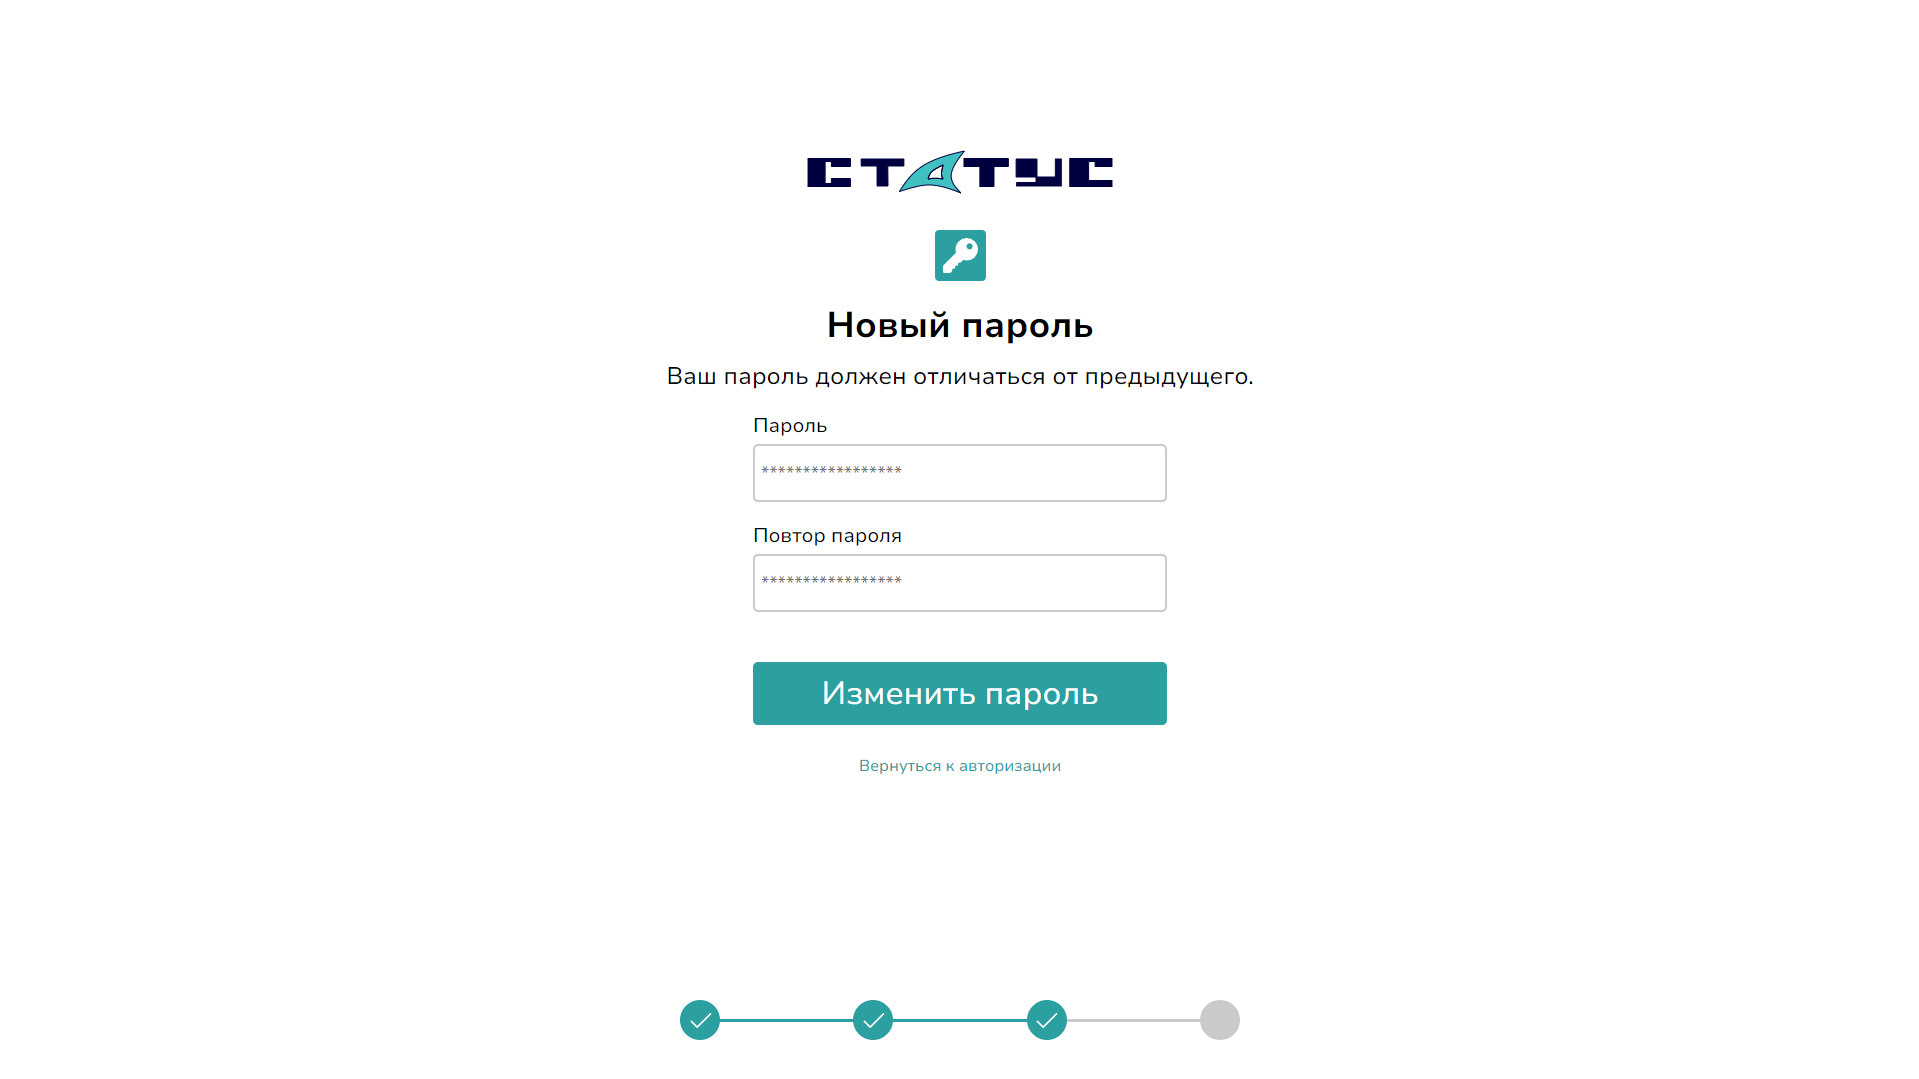 СТАТУС
Новый пароль
Ваш пароль должен отличаться от предыдущего.
Пароль
*****************
Повтор пароля
*****************
Изменить пароль
Вернуться к авторизации